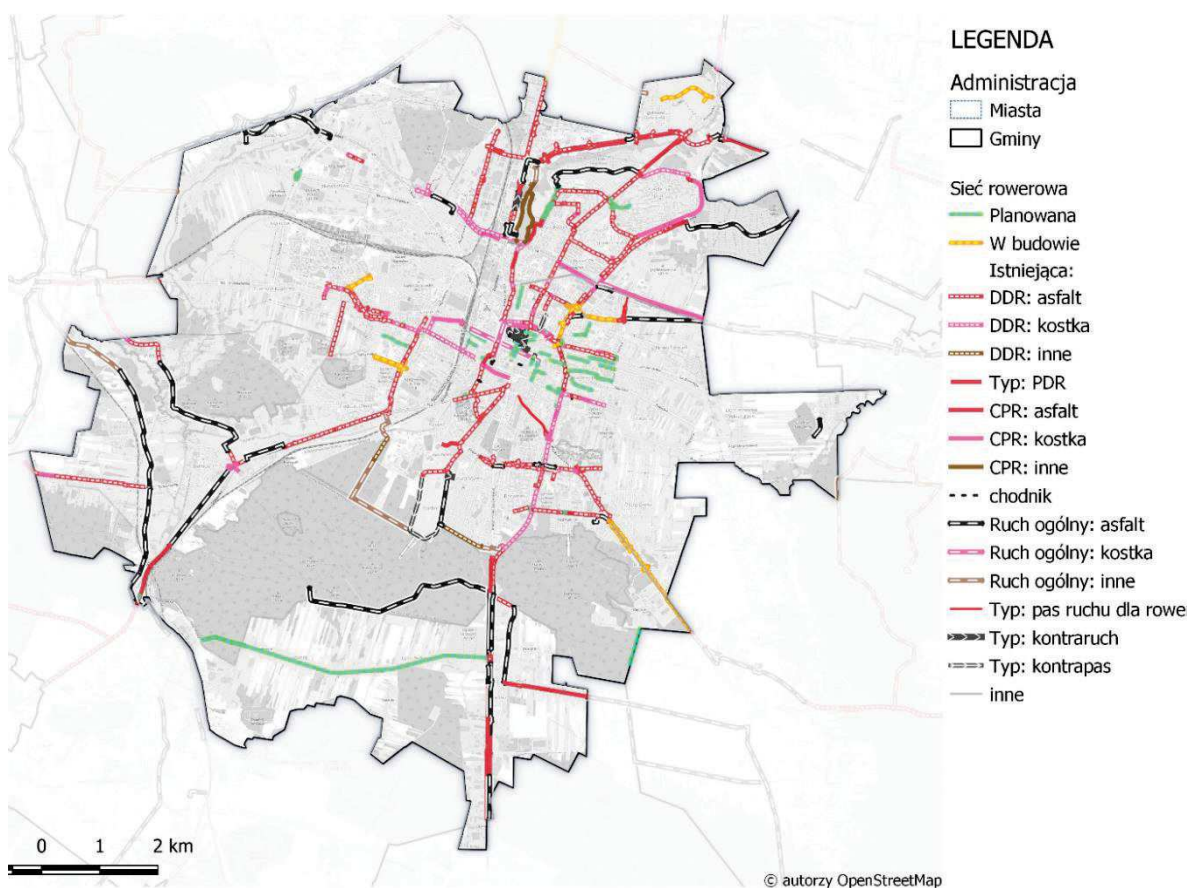 LEGENDA
Administracja
Miasta
Gminy
Sieć rowerowa
Planowana
W budowie
Istniejąca:
DDR: asfalt
DDR: kostka
DDR: inne
Typ: PDR
CPR: asfalt
CPR: kostka
CPR: inne
chodnik
Ruch ogólny: asfalt
Ruch ogólny: kostka
Ruch ogólny: inne
Typ: pas ruchu dla rowe
Typ: kontraruch
Typ: kontrapas
inne
0 1 2 km
© autorzy OpenStreetMap